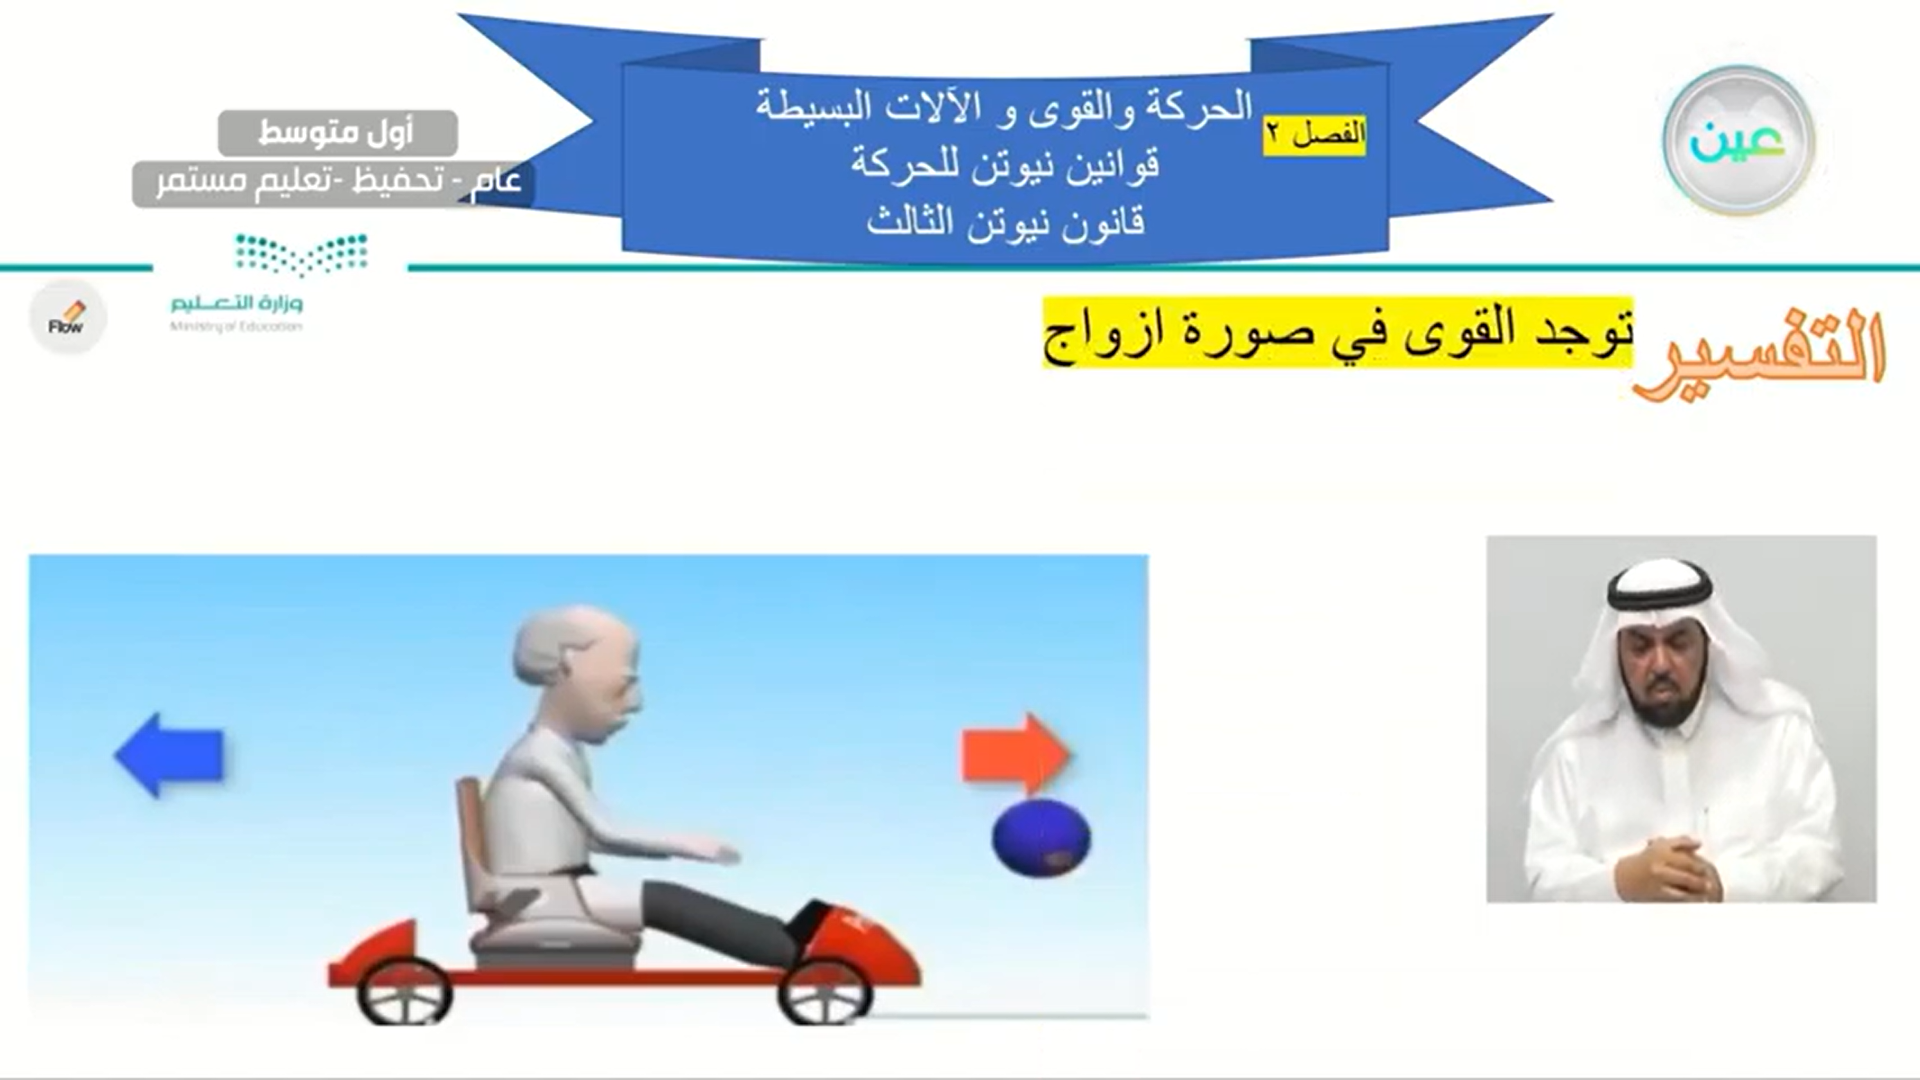 أول متوسط
عام - تحفيظ -تعليم مستمر
الفصل ٢
الحركة والقوى و الآلات البسيطة
قوانين نيوتن للحركة
قانون نيوتن الثالث
عين
وزارة التعـــليم
Ministry of Education
Flow
التفسير
توجد القوى في صورة ازواج